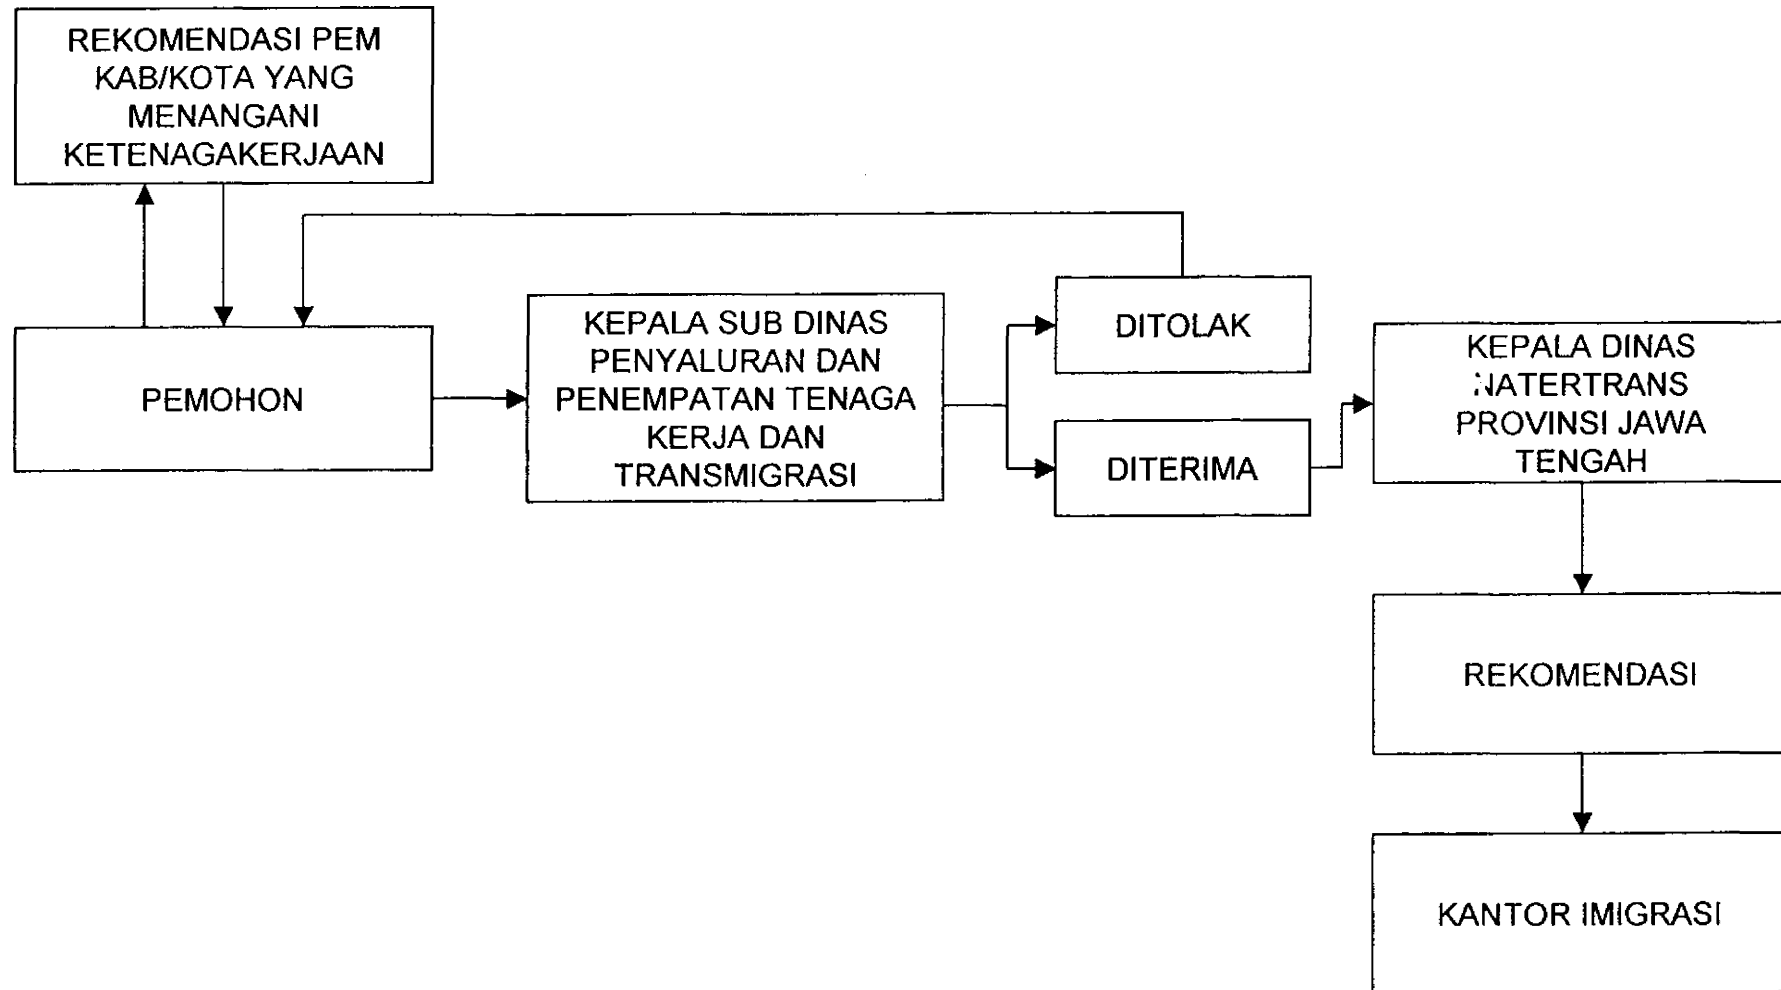 REKOMENDASI PEM
KAB/KOTA YANG
MENANGANI
KETENAGAKERJAAN
PEMOHON
KEPALA SUB DINAS
PENYALURAN DAN
PENEMPATAN TENAGA
KERJA DAN
TRANSMIGRASI
DITOLAK
DITERIMA
KEPALA DINAS
NATERTRANS
PROVINSI JAWA
TENGAH
REKOMENDASI
KANTOR IMIGRASI